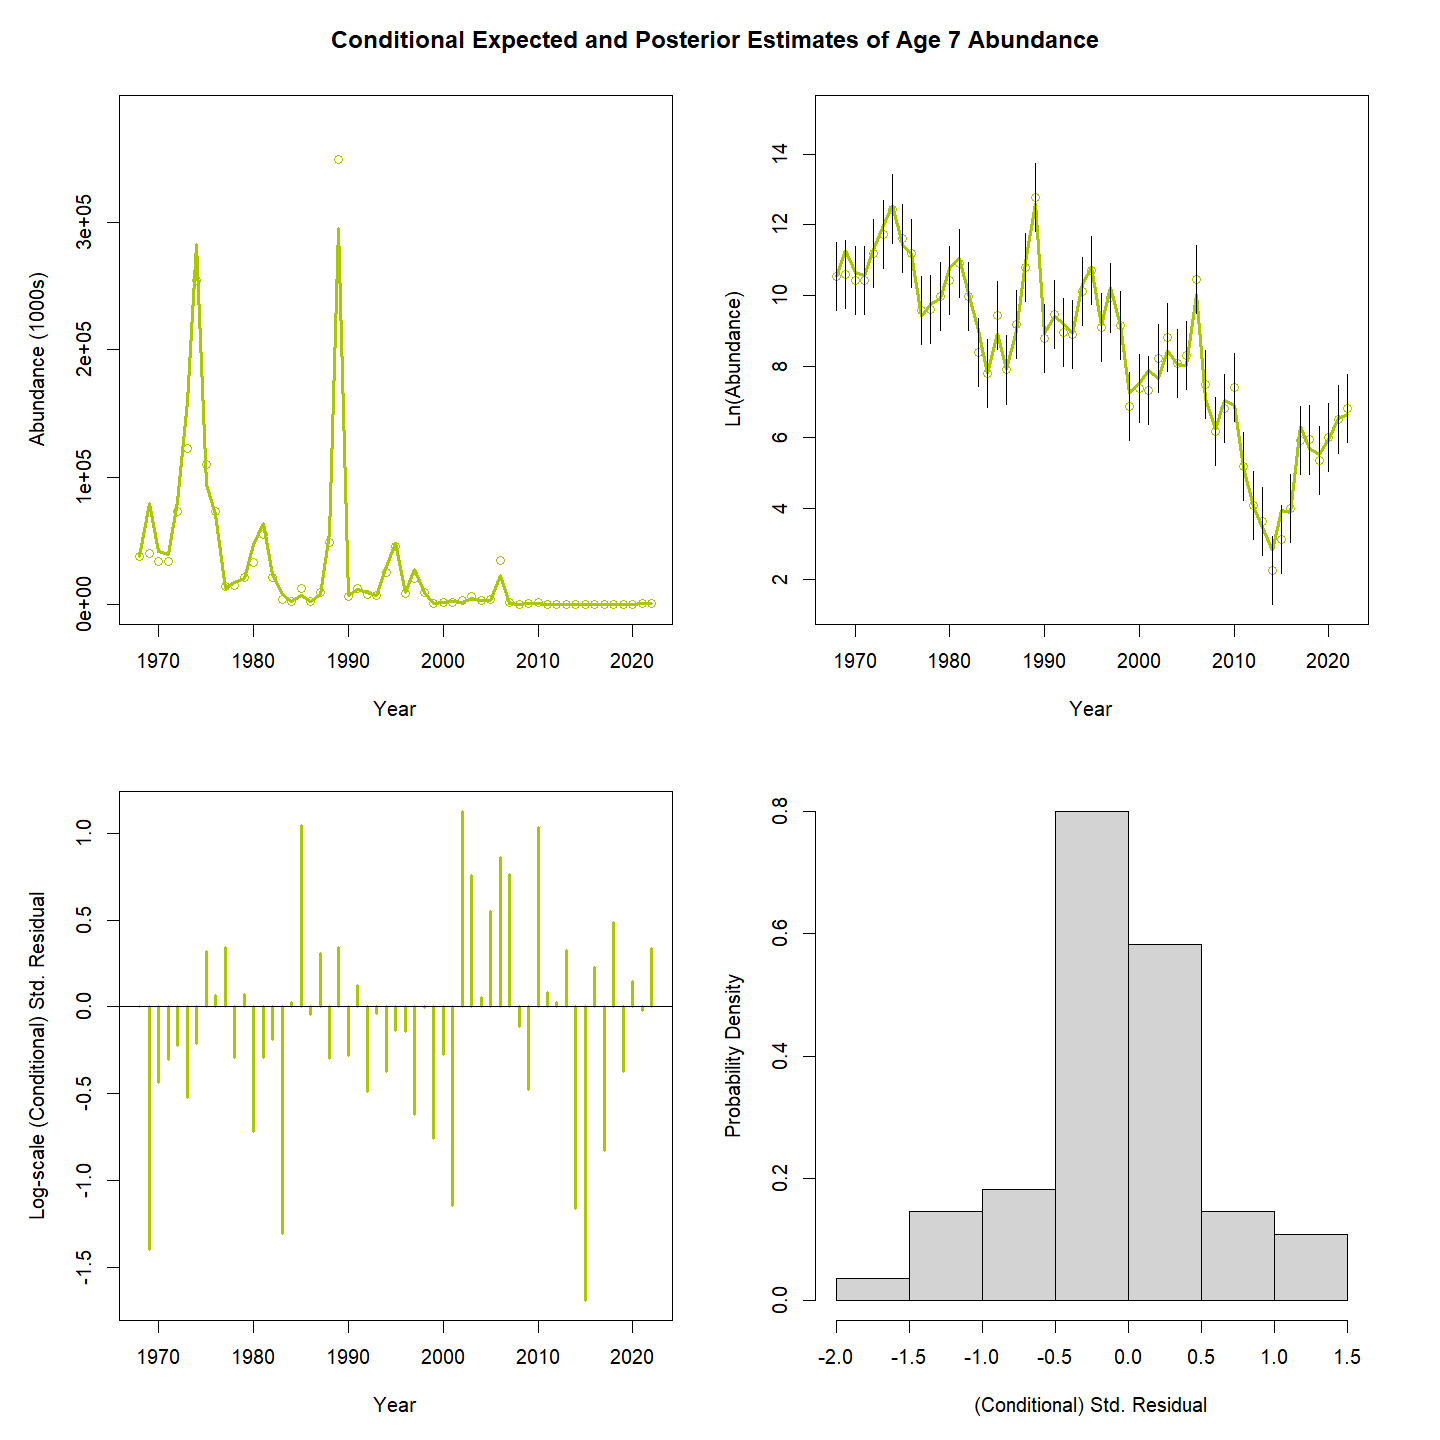 Conditional Expected and Posterior Estimates of Age 7 Abundance
Abundance (1000s)
0e+00 1e+05 2e+05 3e+05
1970 1980 1990 2000 2010 2020
Year
Ln(Abundance)
2 4 6 8 10 12 14
1970 1980 1990 2000 2010 2020
Year
Log-scale (Conditional) Std. Residual
-1.5 -1.0 -0.5 0.0 0.5 1.0
1970 1980 1990 2000 2010 2020
Year
Probability Density
0.0 0.2 0.4 0.6 0.8
-2.0 -1.5 -1.0 -0.5 0.0 0.5 1.0 1.5
(Conditional) Std. Residual